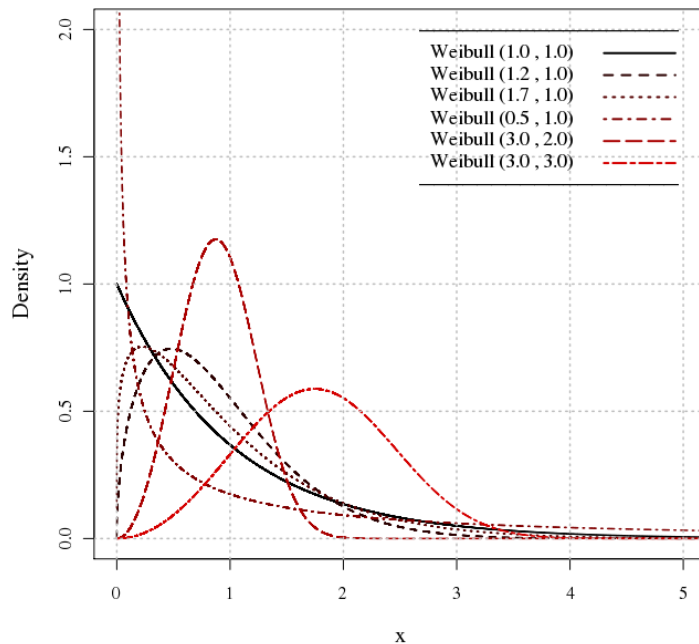 2.0
1.5
1.0
0.5
0.0
Density
Weibull (1.0 , 1.0)
Weibull (1.2 , 1.0)
Weibull (1.7 , 1.0)
Weibull (0.5 , 1.0)
Weibull (3.0 , 2.0)
Weibull (3.0 , 3.0)
0 1 2 3 4 5
x